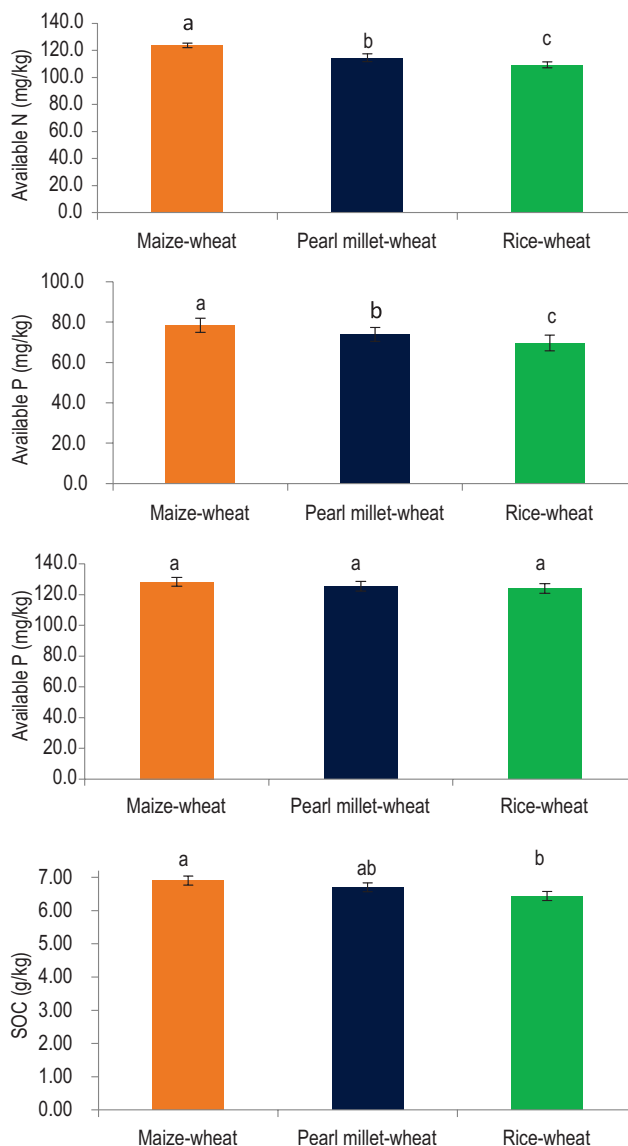 140.0
120.0
100.0
80.0
60.0
40.0
20.0
0.0
Available N (mg/kg)
a
b
c
Maize-wheat Pearl millet-wheat Rice-wheat
100.0
80.0
60.0
40.0
20.0
0.0
Available P (mg/kg)
a
b
c
Maize-wheat Pearl millet-wheat Rice-wheat
140.0
120.0
100.0
80.0
60.0
40.0
20.0
0.0
Available P (mg/kg)
a a a
Maize-wheat Pearl millet-wheat Rice-wheat
7.00
6.00
5.00
4.00
3.00
2.00
1.00
0.00
SOC (g/kg)
a
ab
b
Maize-wheat Pearl millet-wheat Rice-wheat